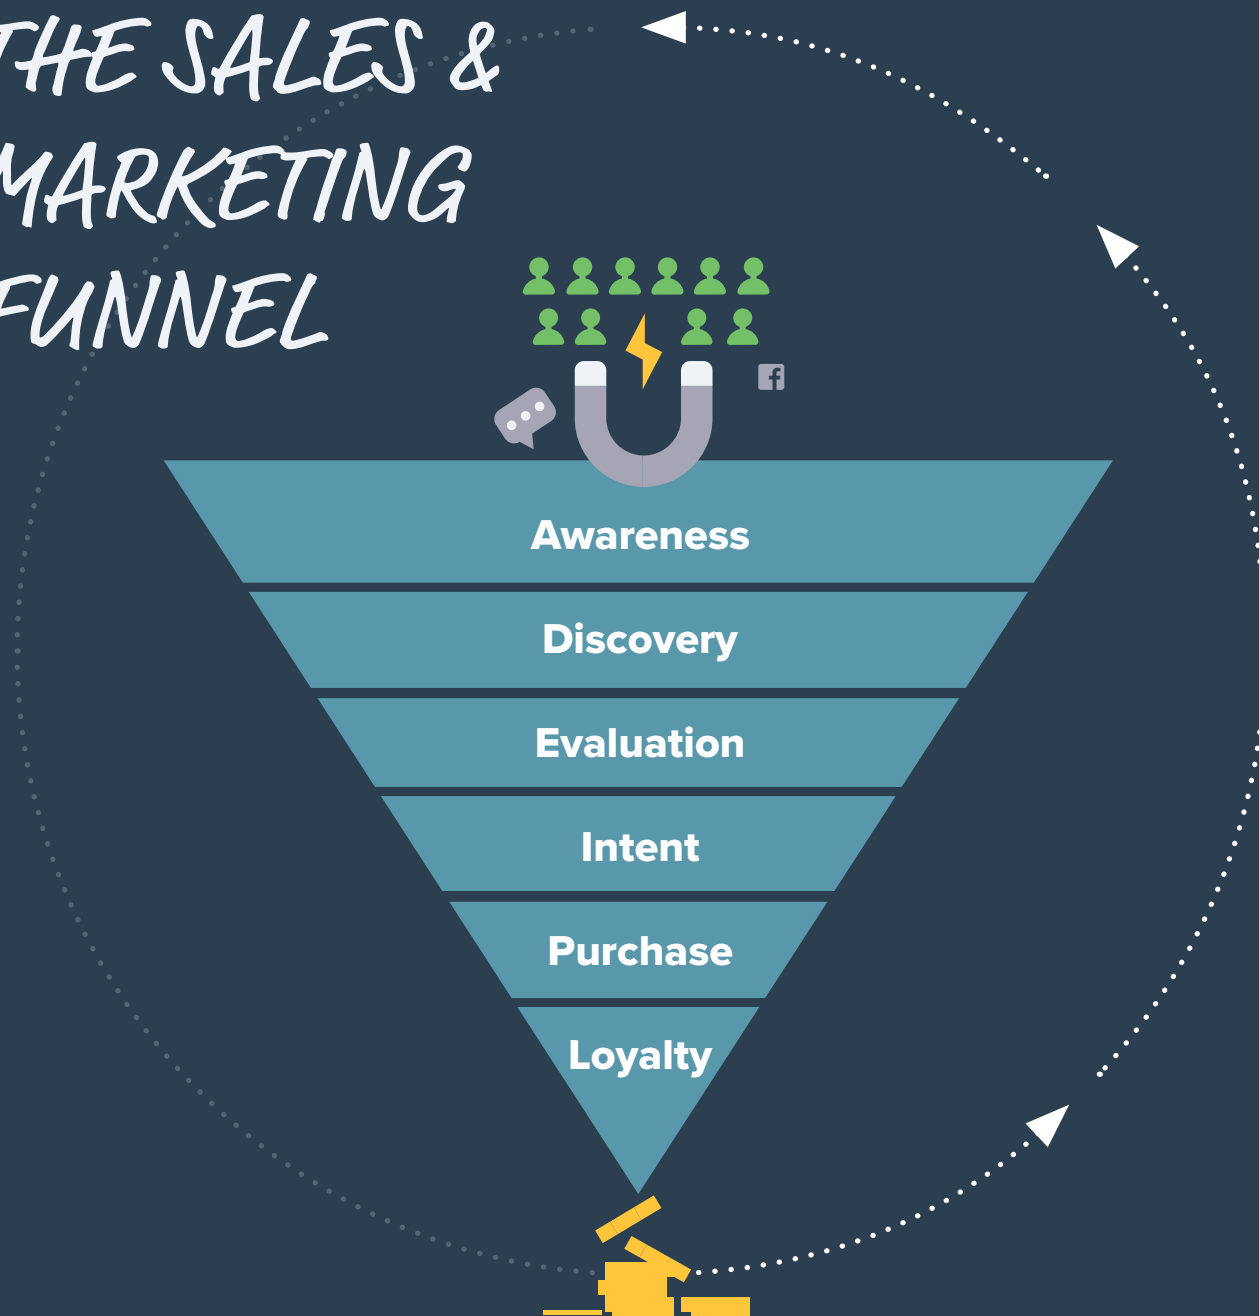 THE SALES &
MARKETING
FUNNEL
Awareness
Discovery
Evaluation
Intent
Purchase
Loyalty